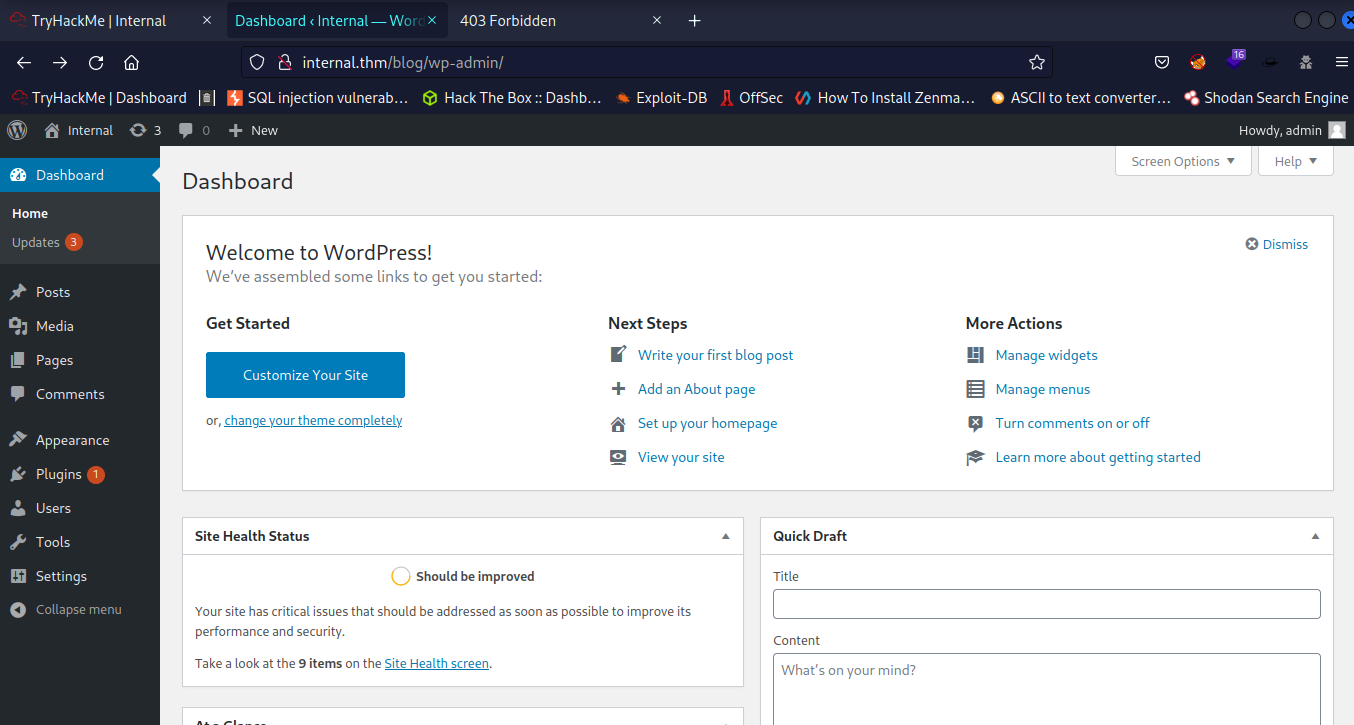 TryHackMe | Internal
Dashboard ‹ Internal — Wor
403 Forbidden
internal.thm/blog/wp-admin/
16
TryHackMe | Dashboard
SQL injection vulnerab…
Hack The Box :: Dashb…
Exploit-DB
OffSec
How To Install Zenma…
ASCII to text converter…
Shodan Search Engine
Internal
3
0
New
Howdy, admin
Dashboard
Home
Updates 3
Posts
Media
Pages
Comments
Appearance
Plugins 1
Users
Tools
Settings
Collapse menu
Screen Options
Help
Dashboard
Welcome to WordPress!
We've assembled some links to get you started:
Dismiss
Get Started
Customize Your Site
or, change your theme completely
Next Steps
Write your first blog post
Add an About page
Set up your homepage
View your site
More Actions
Manage widgets
Manage menus
Turn comments on or off
Learn more about getting started
Site Health Status
Should be improved
Your site has critical issues that should be addressed as soon as possible to improve its
performance and security.
Take a look at the 9 items on the Site Health screen.
Quick Draft
Title
Content
What's on your mind?